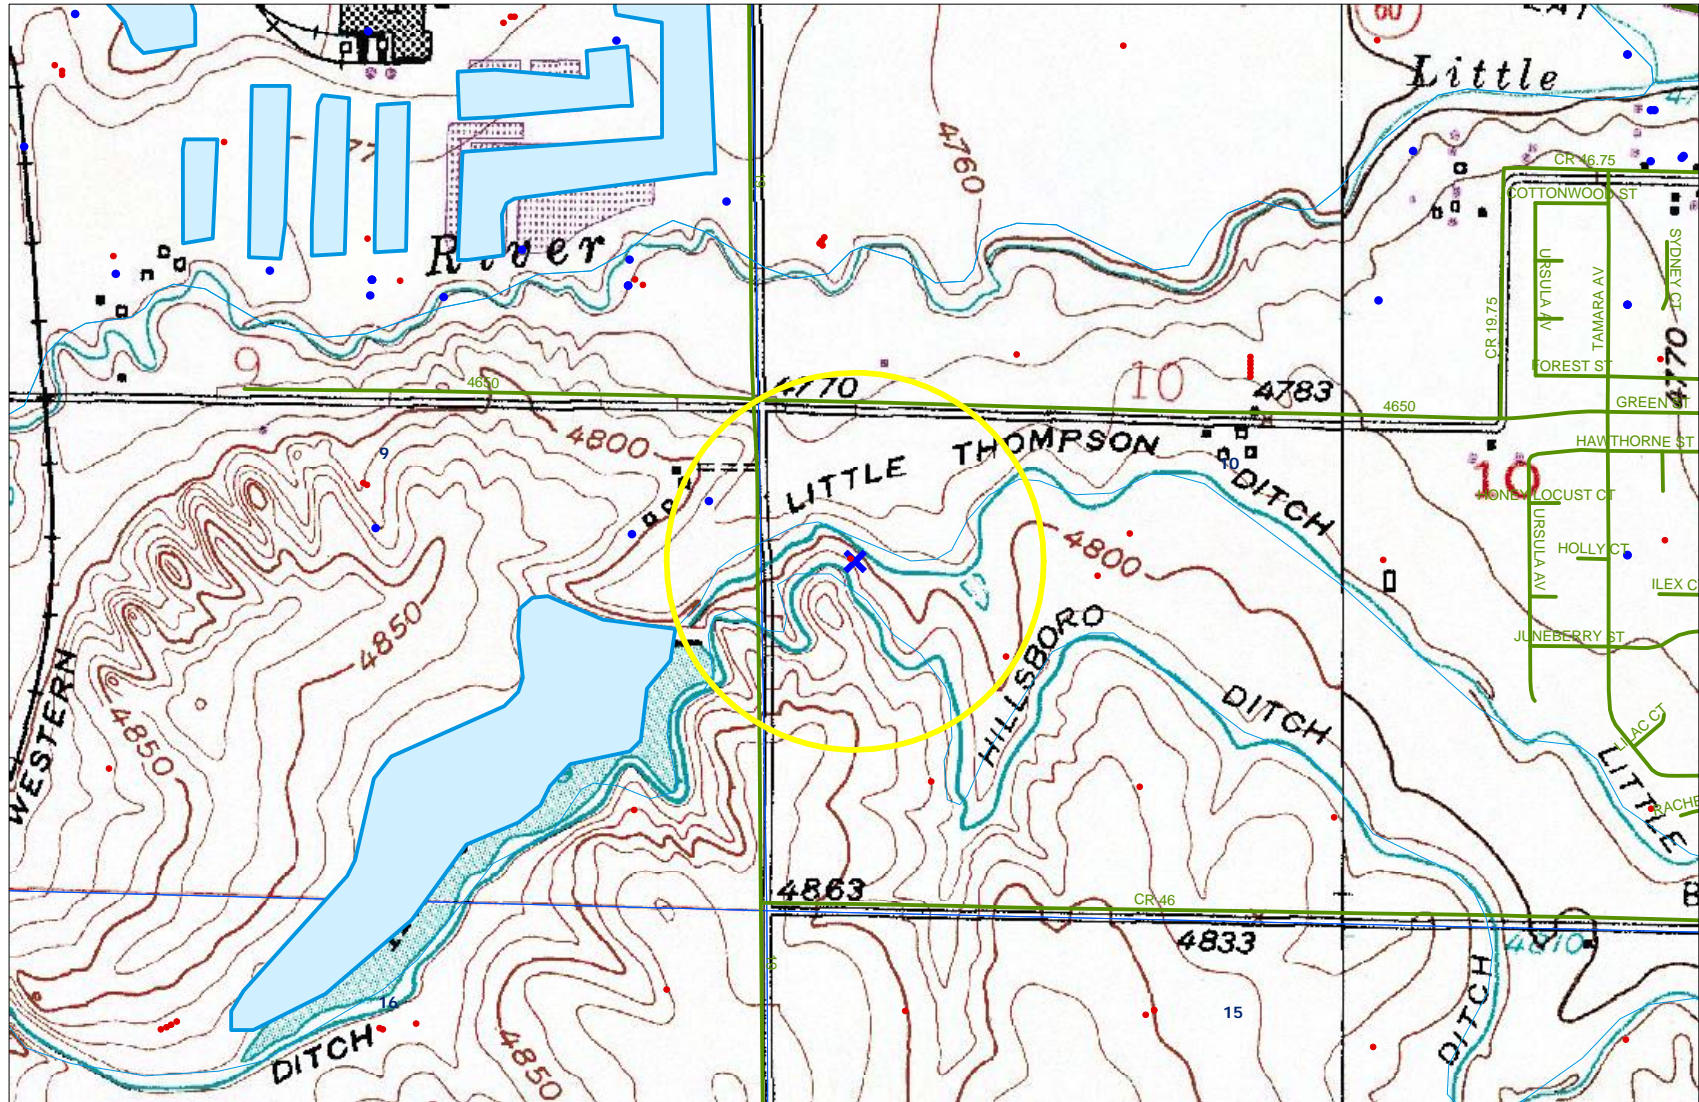 60
Little
4760
CR 46.75
COTTONWOOD ST
River
URSULA AV
TAMARA AV
SYDNEY CT
CR 19.75
4770
9
4650
4770
10
4783
4650
FOREST ST
GREEN ST
HAWTHORNE ST
4800
9
LITTLE THOMPSON DITCH
10
10
HONEY LOCUST CT
URSULA AV
HOLLY CT
4800
ILEX C
4850
HILLSBORO DITCH
JUNEBERRY ST
WESTERN
4850
LILAC CT
LITTLE
RACHE
4863
CR 46
4833
4810
16
15
DITCH
DITCH
4850